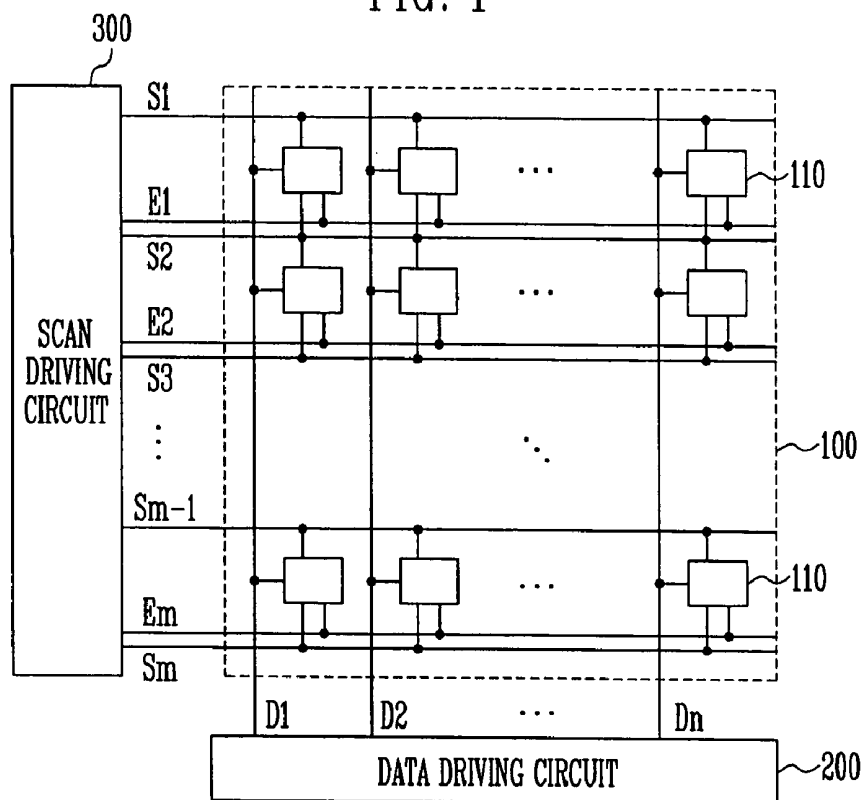 FIG. 1
300
S1
E1
S2
E2
S3
Sm-1
Em
Sm
SCAN
DRIVING
CIRCUIT
...
110
...
100
...
110
D1 D2 ... Dn
DATA DRIVING CIRCUIT
200